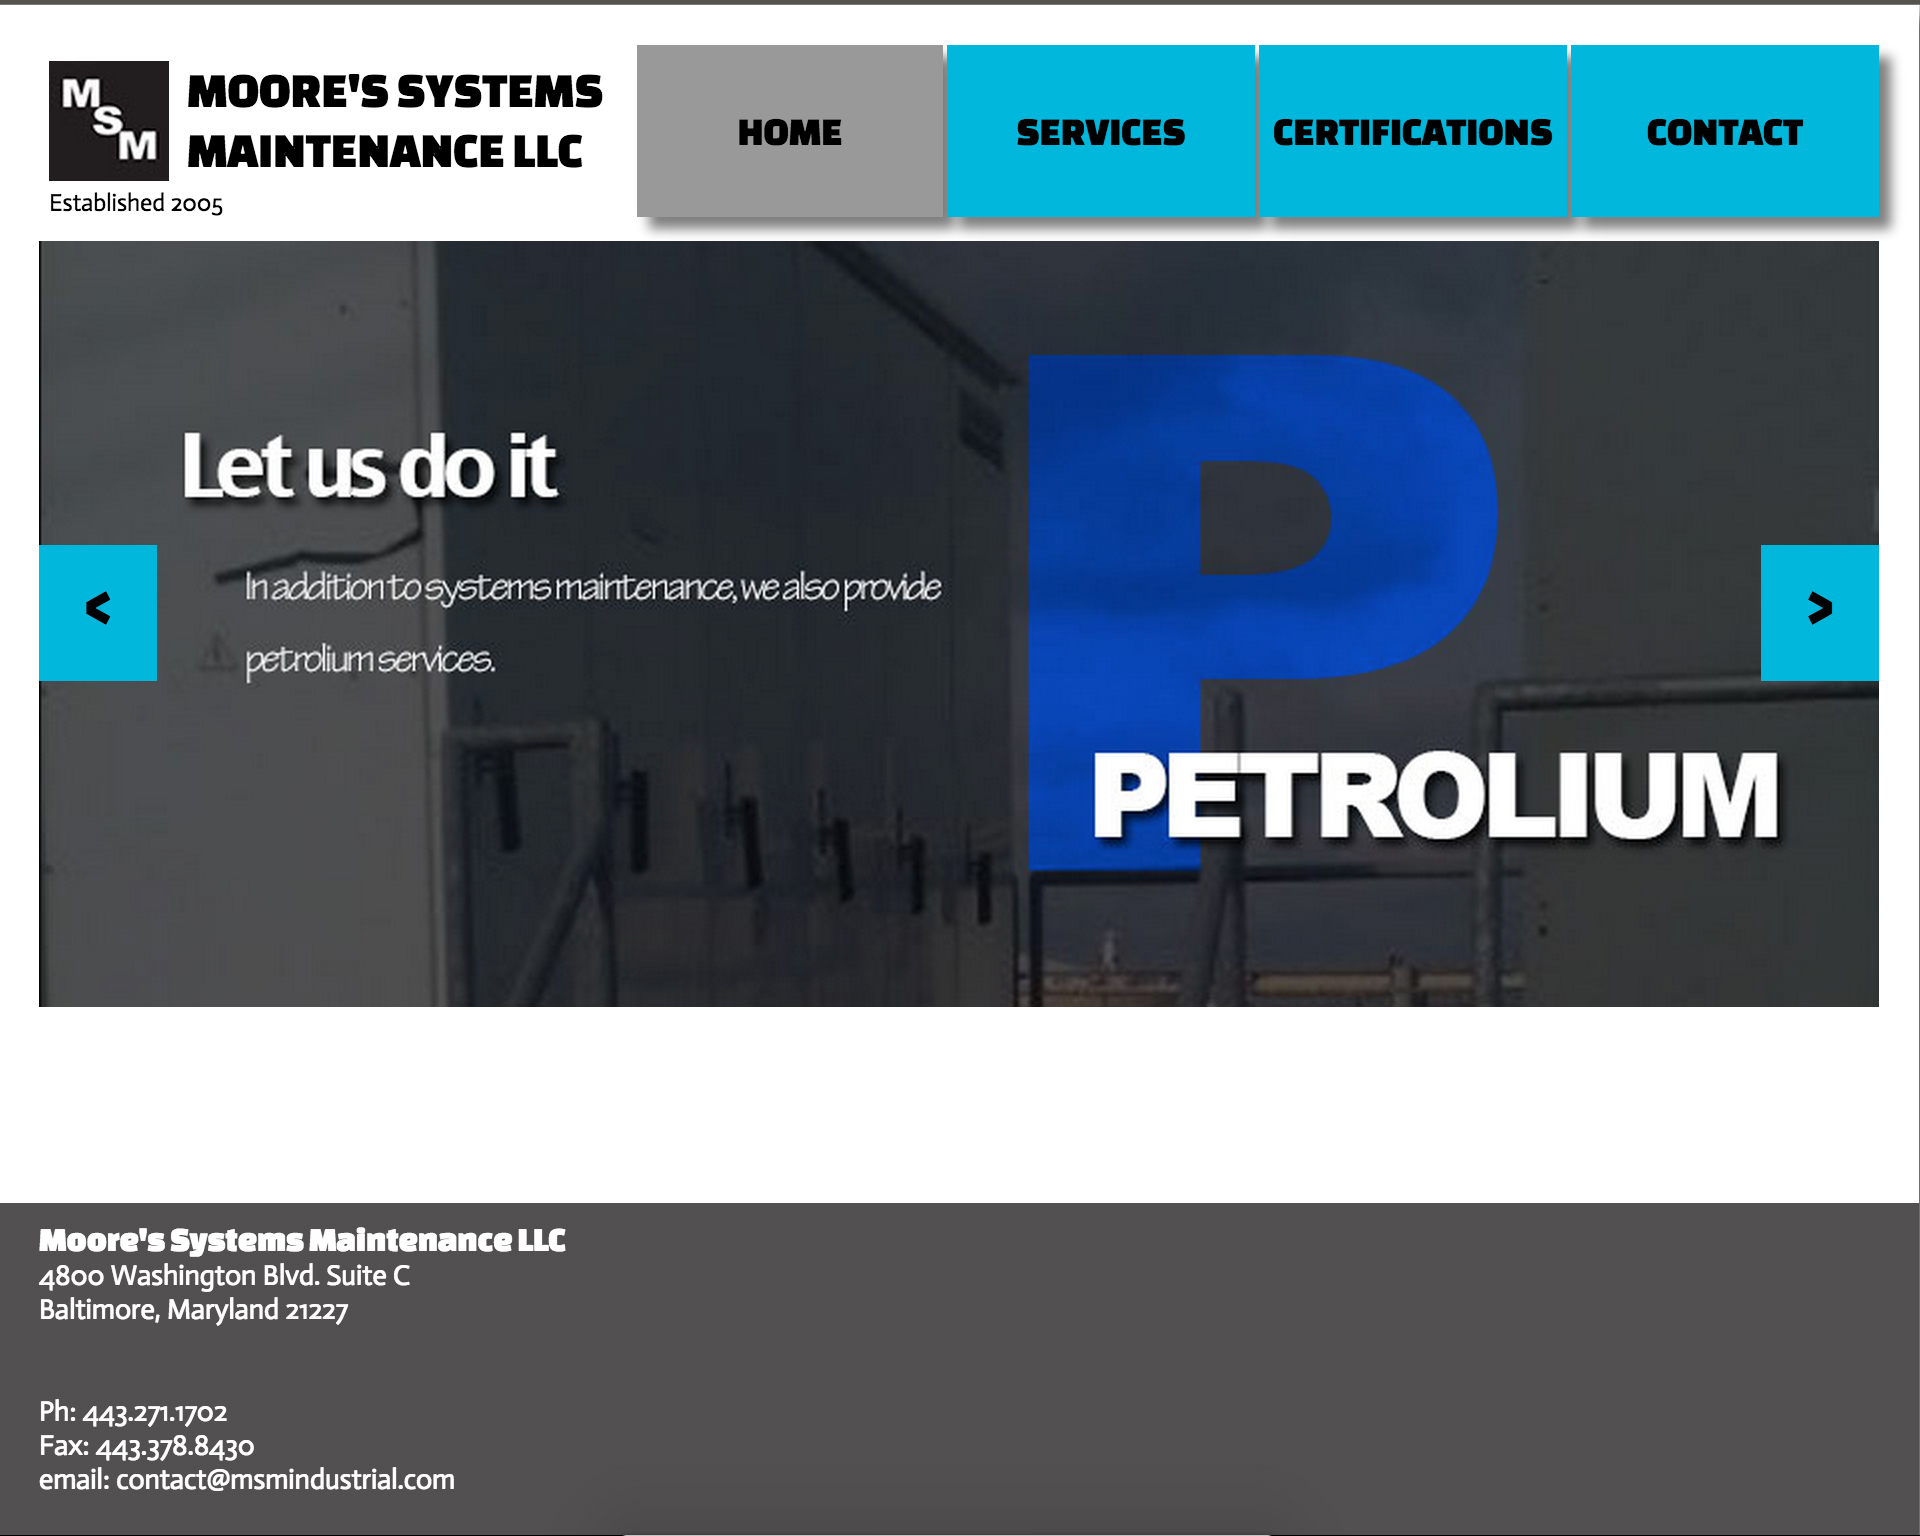 MSM
MOORE'S SYSTEMS
MAINTENANCE LLC
Established 2005
HOME
SERVICES
CERTIFICATIONS
CONTACT
Let us do it
In addition to systems maintenance, we also provide
petrolium services.
<
>
P
PETROLIUM
Moore's Systems Maintenance LLC
4800 Washington Blvd. Suite C
Baltimore, Maryland 21227
Ph: 443.271.1702
Fax: 443.378.8430
email: contact@msmindustrial.com